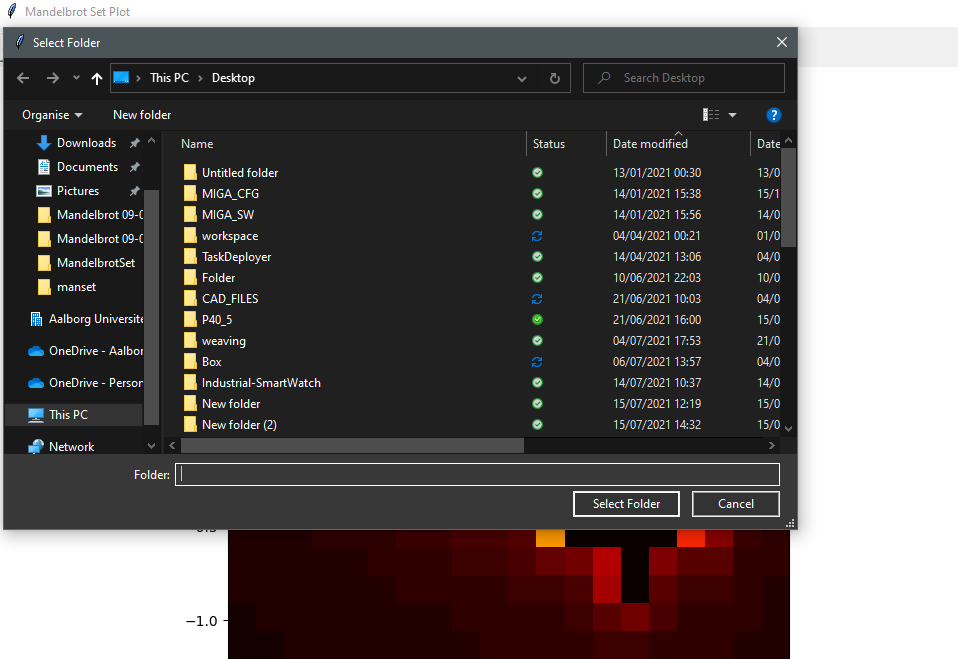 Mandelbrot Set Plot
Select Folder
This PC › Desktop
Search Desktop
Organise New folder
Name Status Date modified Date
Downloads
Documents
Pictures
Mandelbrot 09-0
Mandelbrot 09-0
MandelbrotSet
manset
Aalborg Universite
OneDrive - Aalbor
OneDrive - Person
This PC
Network
Untitled folder 13/01/2021 00:30 13/0
MIGA_CFG 14/01/2021 15:38 15/1
MIGA_SW 14/01/2021 15:56 14/0
workspace 04/04/2021 00:21 01/0
TaskDeployer 14/04/2021 13:06 04/0
Folder 10/06/2021 22:03 10/0
CAD_FILES 21/06/2021 10:03 04/0
P40_5 21/06/2021 16:00 15/0
weaving 04/07/2021 17:53 21/0
Box 06/07/2021 13:57 04/0
Industrial-SmartWatch 14/07/2021 10:37 14/0
New folder 15/07/2021 12:19 15/0
New folder (2) 15/07/2021 14:32 15/0
Folder:
Select Folder Cancel
−1.0